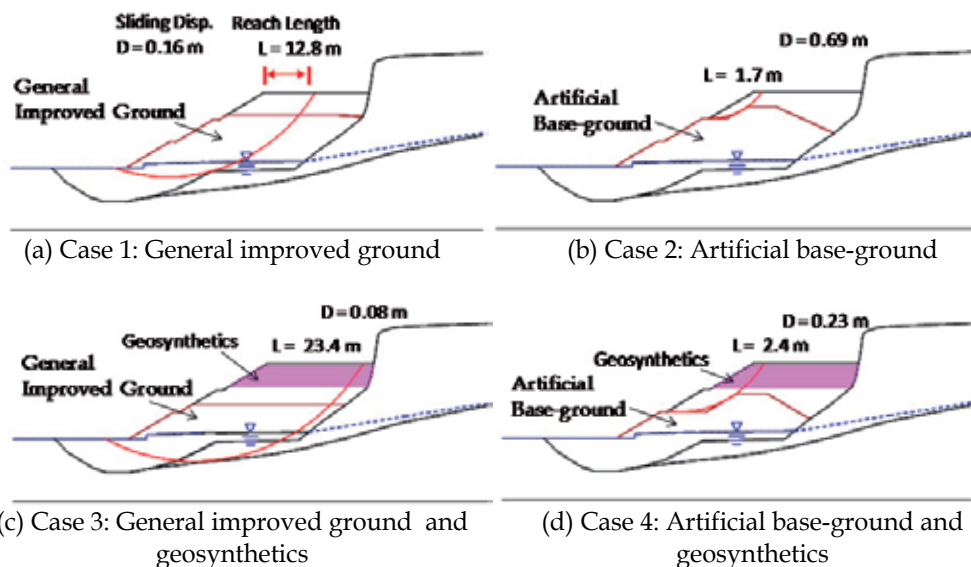 Sliding Disp.
D = 0.16 m
Reach Length
L = 12.8 m
General
Improved Ground
(a) Case 1: General improved ground
D = 0.69 m
L = 1.7 m
Artificial
Base-ground
(b) Case 2: Artificial base-ground
D = 0.08 m
Geosynthetics
L = 23.4 m
General
Improved Ground
(c) Case 3: General improved ground and
geosynthetics
D = 0.23 m
L = 2.4 m
Geosynthetics
Artificial
Base-ground
(d) Case 4: Artificial base-ground and
geosynthetics